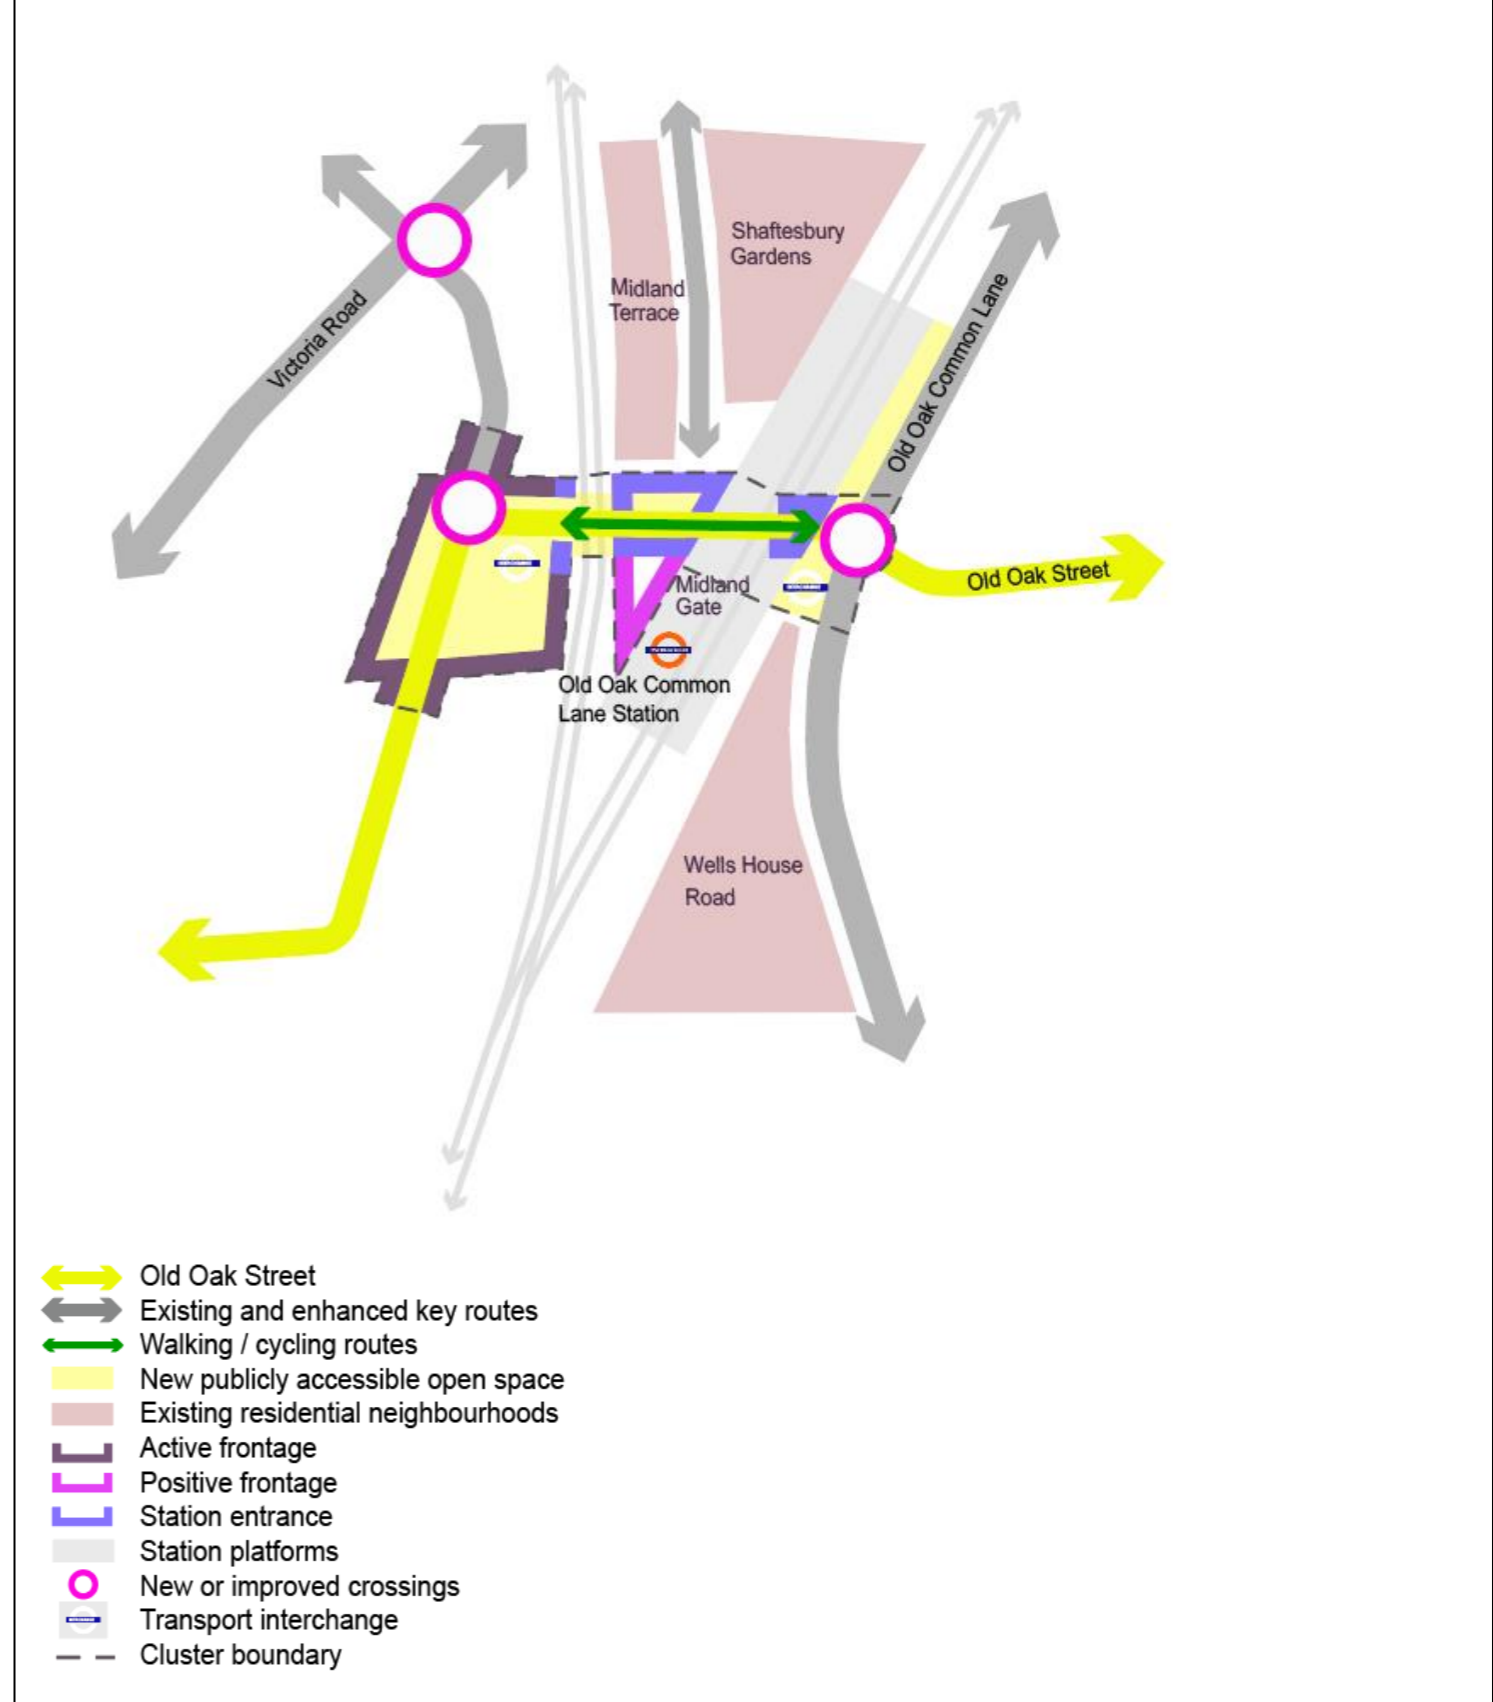 Shaftesbury
Gardens
Midland
Terrace
Victoria Road
Old Oak Common Lane
Old Oak Street
Midland
Gate
Old Oak Common
Lane Station
Wells House
Road
Old Oak Street
Existing and enhanced key routes
Walking / cycling routes
New publicly accessible open space
Existing residential neighbourhoods
Active frontage
Positive frontage
Station entrance
Station platforms
New or improved crossings
Transport interchange
Cluster boundary